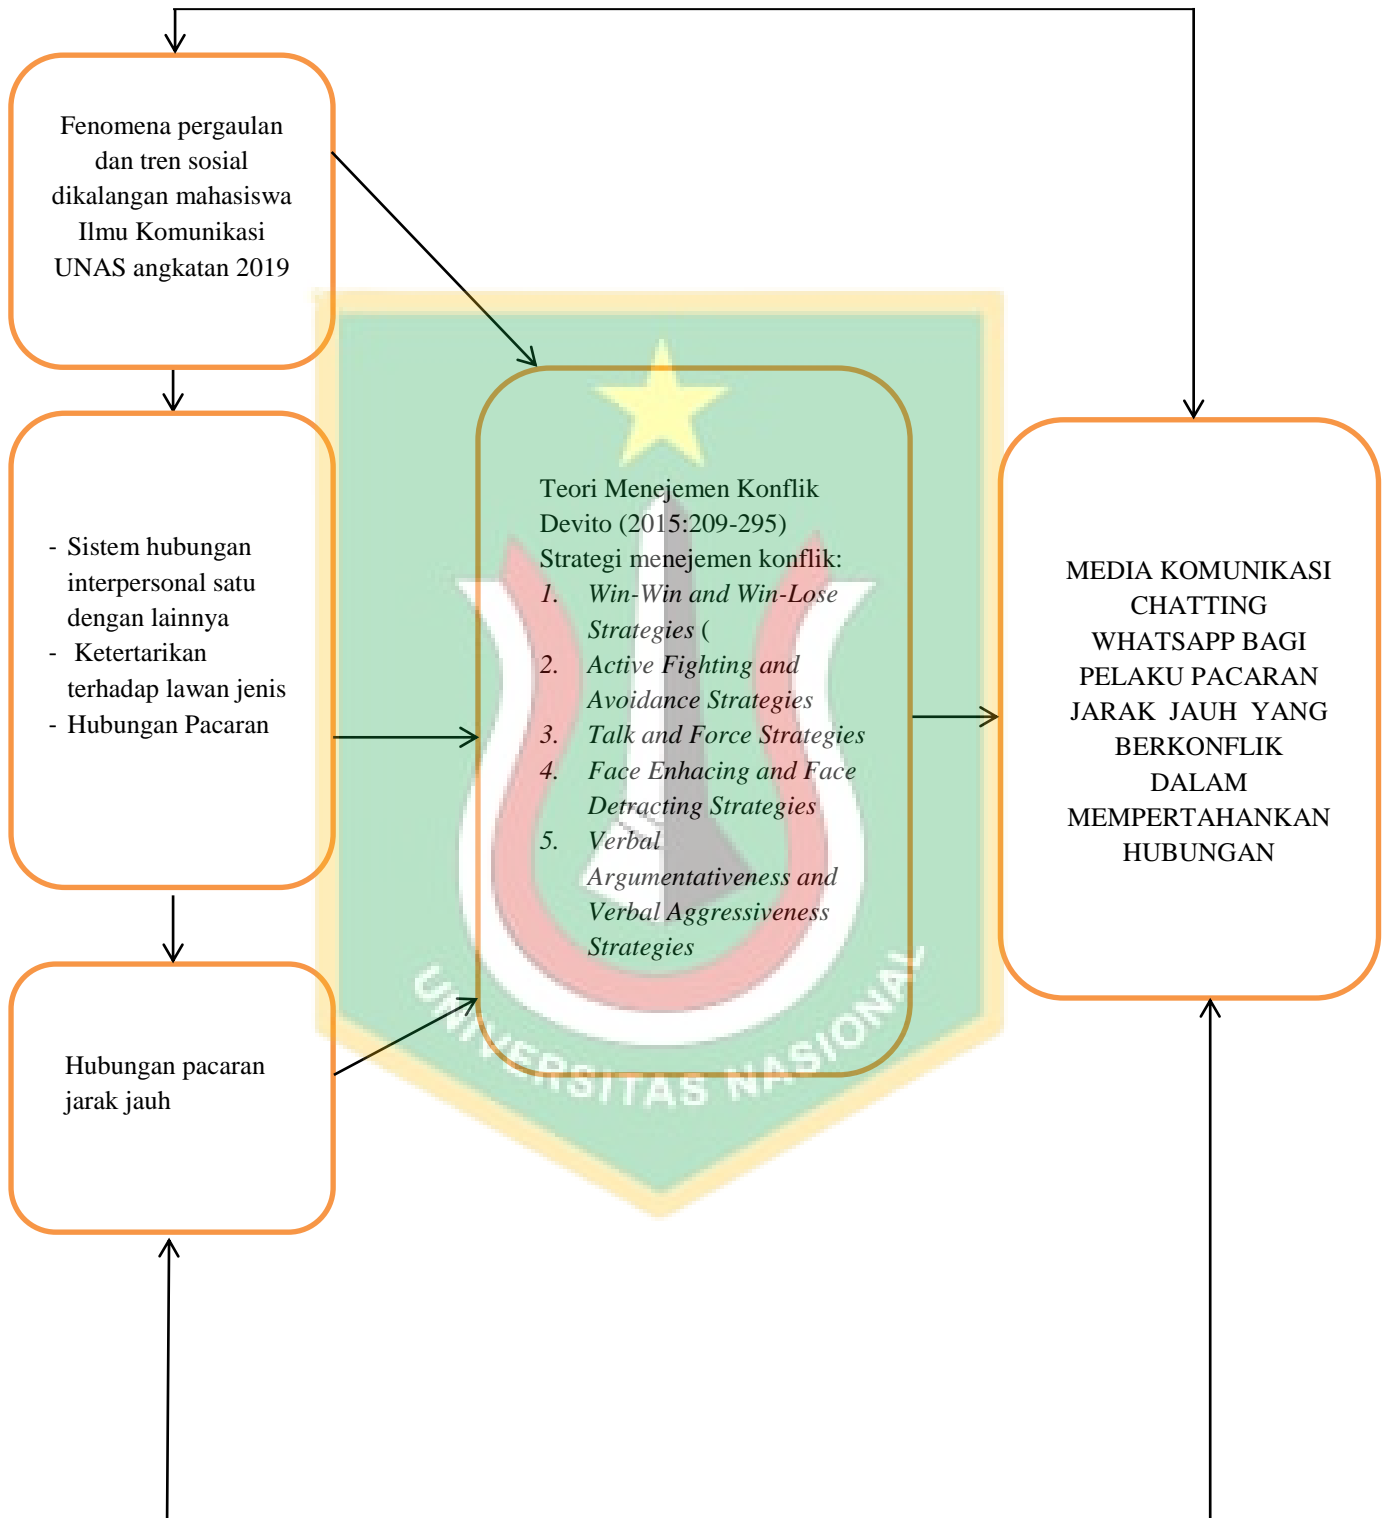 Fenomena pergaulan
dan tren sosial
dikalangan mahasiswa
Ilmu Komunikasi
UNAS angkatan 2019
- Sistem hubungan
interpersonal satu
dengan lainnya
- Ketertarikan
terhadap lawan jenis
- Hubungan Pacaran
Hubungan pacaran
jarak jauh
Teori Menejemen Konflik
Devito (2015:209-295)
Strategi menejemen konflik:
1. Win-Win and Win-Lose
Strategies (
2. Active Fighting and
Avoidance Strategies
3. Talk and Force Strategies
4. Face Enhacing and Face
Detracting Strategies
5. Verbal
Argumentativeness and
Verbal Aggressiveness
Strategies
UNIVERSITAS NASIONAL
MEDIA KOMUNIKASI
CHATTING
WHATSAPP BAGI
PELAKU PACARAN
JARAK JAUH YANG
BERKONFLIK
DALAM
MEMPERTAHANKAN
HUBUNGAN